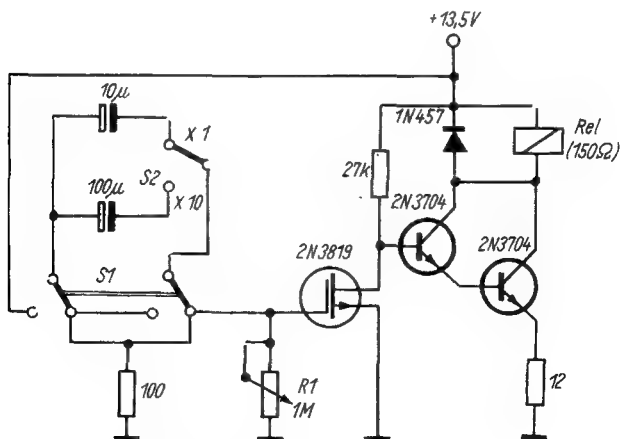 +13,5V
10µ
X 1
1N457
Rel
(150Ω)
100µ
S2
X 10
27k
2N3704
2N3704
S1
2N3819
100
R1
1M
12